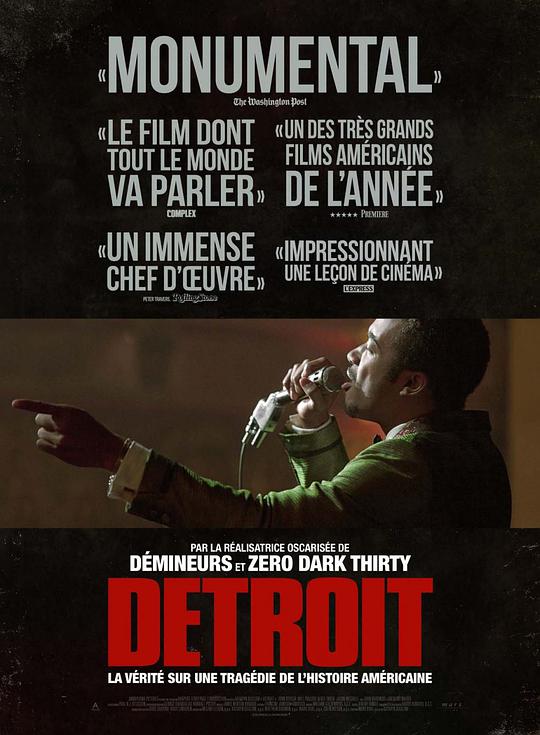 «MONUMENTAL»
The Washington Post
«LE FILM DONT
TOUT LE MONDE
VA PARLER»
COMPLEX
«UN DES TRÈS GRANDS
FILMS AMÉRICAINS
DE L'ANNÉE»
★★★★★ PREMIERE
«UN IMMENSE
CHEF D'ŒUVRE»
PETER TRAVERS, Rolling Stone
«IMPRESSIONNANT
UNE LEÇON DE CINÉMA»
L'EXPRESS
PAR LA RÉALISATRICE OSCARISÉE DE
DÉMINEURS ET ZERO DARK THIRTY
DETROIT
LA VÉRITÉ SUR UNE TRAGÉDIE DE L'HISTOIRE AMÉRICAINE